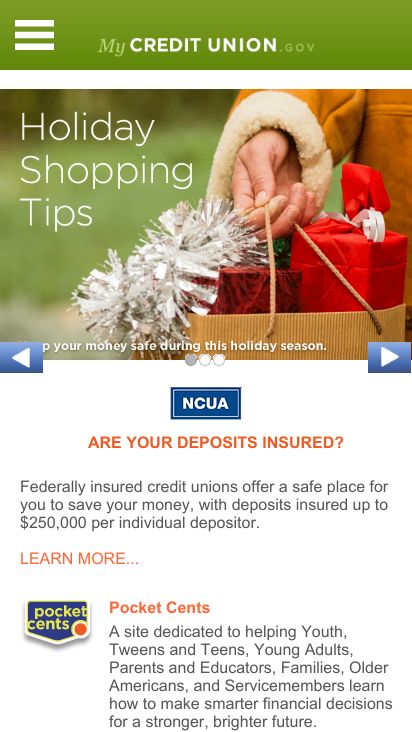 My CREDIT UNION.GOV
Holiday
Shopping
Tips
p your money safe during this holiday season.
NCUA
ARE YOUR DEPOSITS INSURED?
Federally insured credit unions offer a safe place for
you to save your money, with deposits insured up to
$250,000 per individual depositor.
LEARN MORE...
pocket
cents
Pocket Cents
A site dedicated to helping Youth,
Tweens and Teens, Young Adults,
Parents and Educators, Families, Older
Americans, and Servicemembers learn
how to make smarter financial decisions
for a stronger, brighter future.